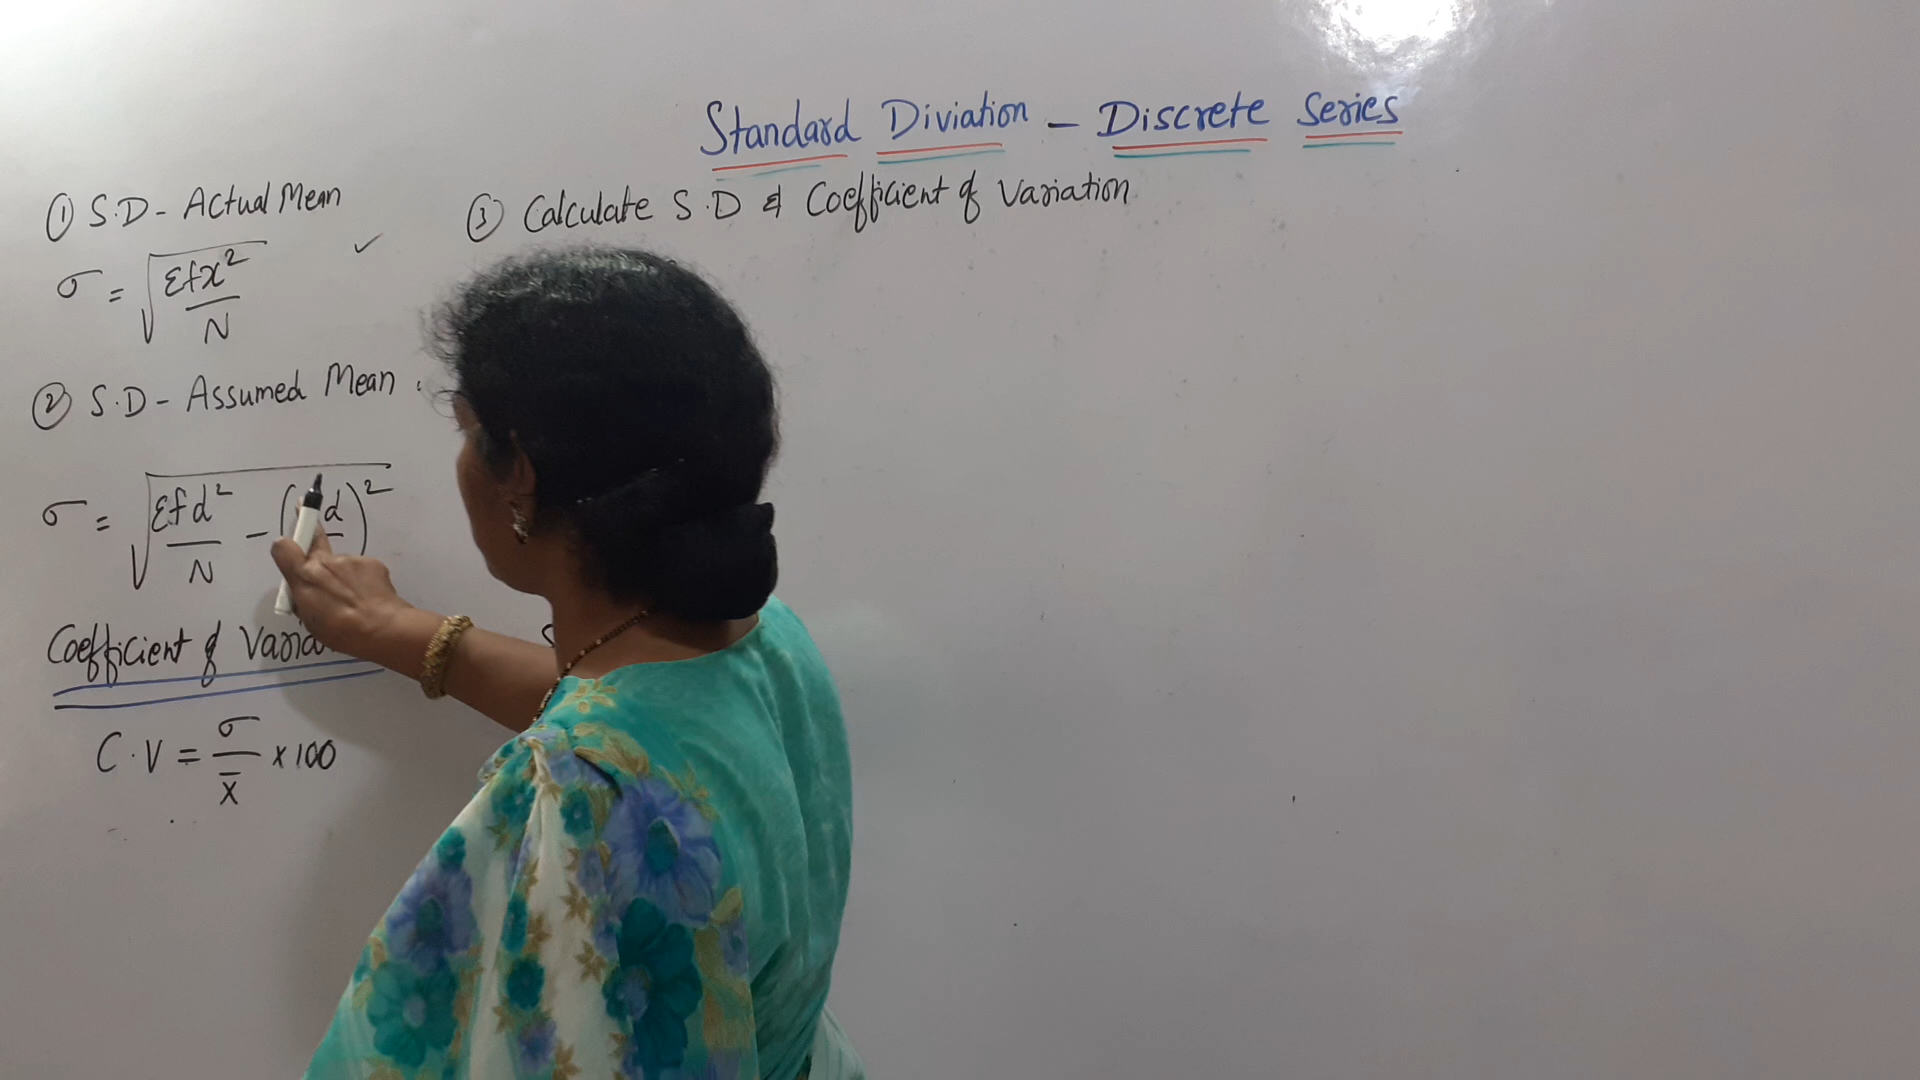 Standard Diviation - Discrete Series
① S.D - Actual Mean
σ = √(Σfx² / N)
② S.D - Assumed Mean
σ = √(Σfd² / N - ( d )²)
Coefficient of
C.V = σ / x̄ × 100
③ Calculate S.D & Coefficient of Variation